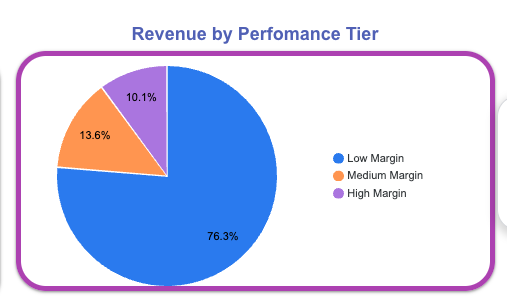 Revenue by Perfomance Tier
10.1%
13.6%
76.3%
Low Margin
Medium Margin
High Margin